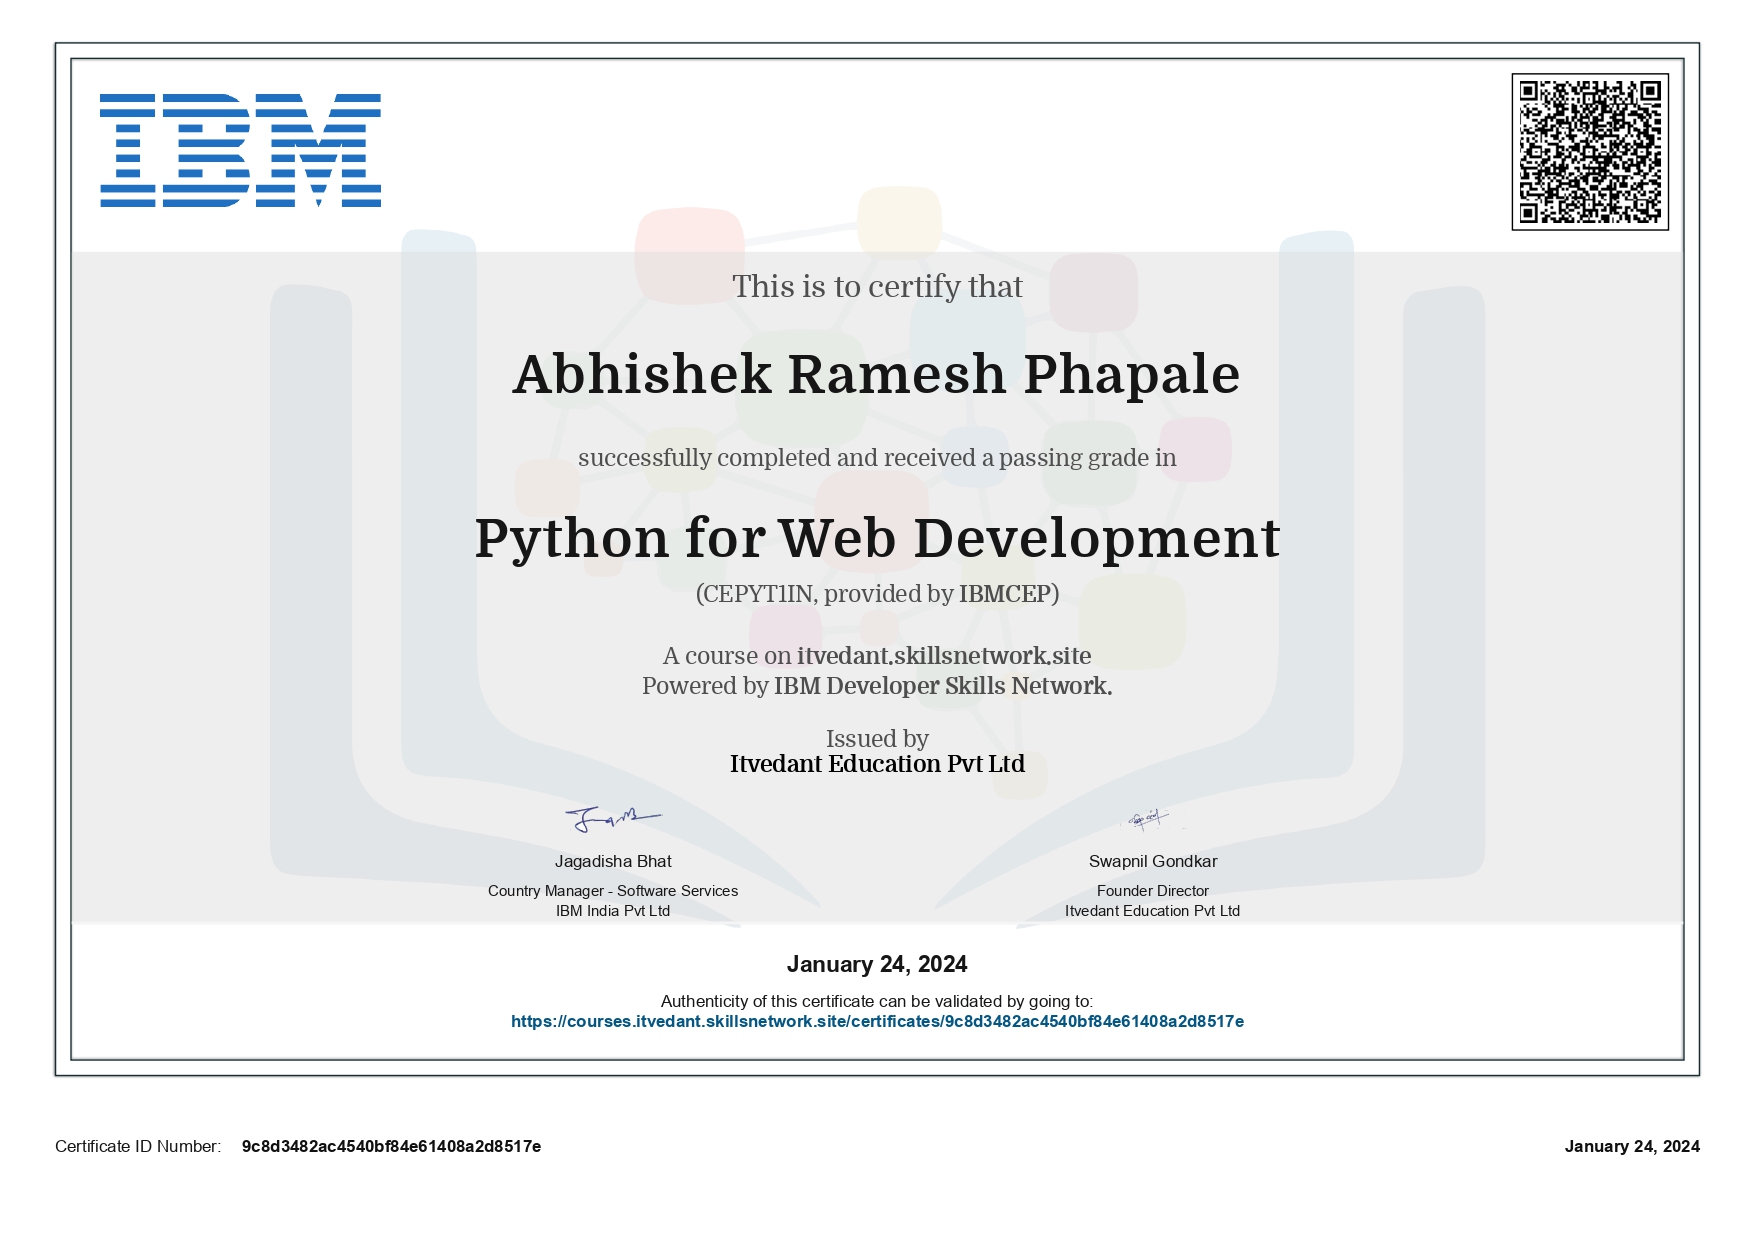 IBM
This is to certify that
Abhishek Ramesh Phapale
successfully completed and received a passing grade in
Python for Web Development
(CEPYT1IN, provided by IBMCEP)
A course on itvedant.skillsnetwork.site
Powered by IBM Developer Skills Network.
Issued by
Itvedant Education Pvt Ltd
Jagadisha Bhat
Country Manager - Software Services
IBM India Pvt Ltd
Swapnil Gondkar
Founder Director
Itvedant Education Pvt Ltd
January 24, 2024
Authenticity of this certificate can be validated by going to:
https://courses.itvedant.skillsnetwork.site/certificates/9c8d3482ac4540bf84e61408a2d8517e
Certificate ID Number: 9c8d3482ac4540bf84e61408a2d8517e
January 24, 2024